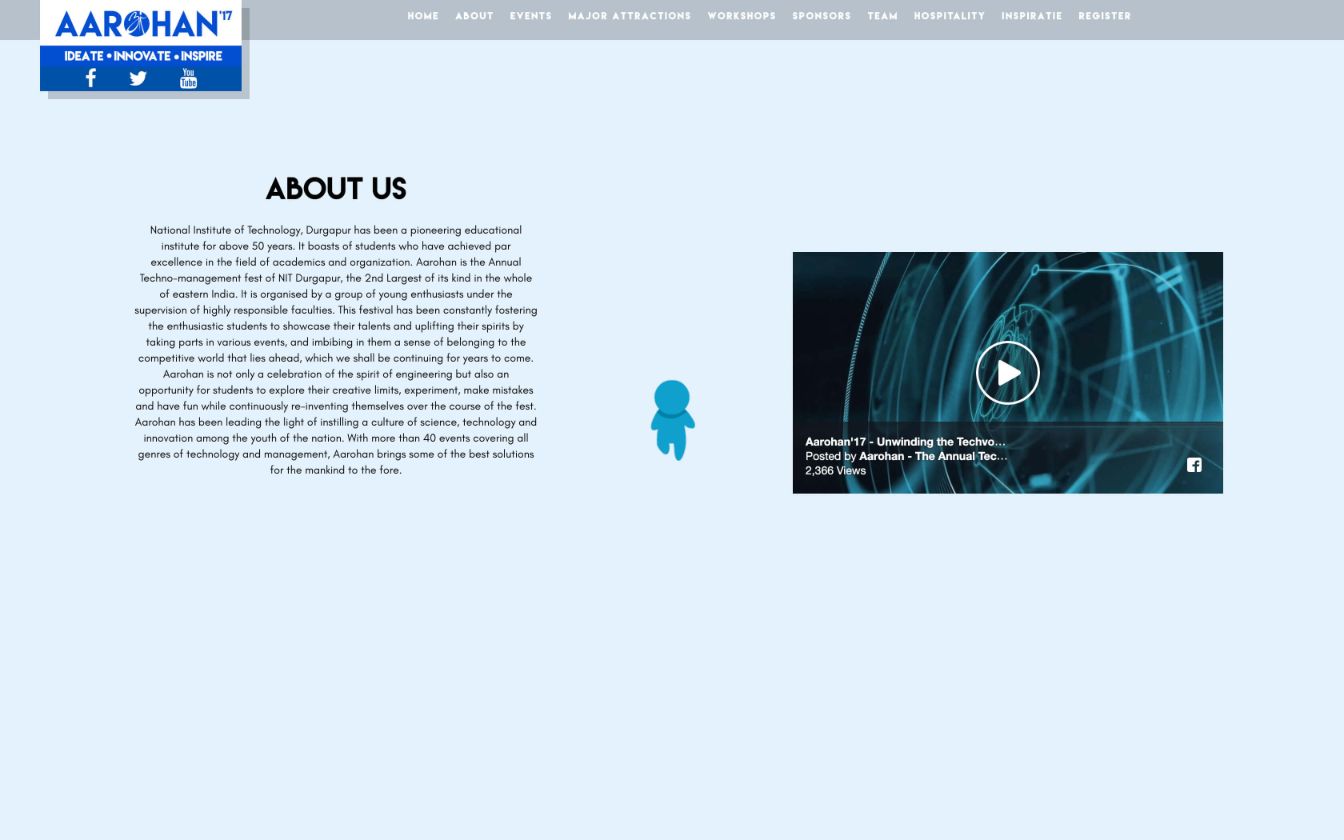 AAROHAN'17
IDEATE • INNOVATE • INSPIRE
You
Tube
HOME ABOUT EVENTS MAJOR ATTRACTIONS WORKSHOPS SPONSORS TEAM HOSPITALITY INSPIRATIE REGISTER
ABOUT US
National Institute of Technology, Durgapur has been a pioneering educational
institute for above 50 years. It boasts of students who have achieved par
excellence in the field of academics and organization. Aarohan is the Annual
Techno-management fest of NIT Durgapur, the 2nd Largest of its kind in the whole
of eastern India. It is organised by a group of young enthusiasts under the
supervision of highly responsible faculties. This festival has been constantly fostering
the enthusiastic students to showcase their talents and uplifting their spirits by
taking parts in various events, and imbibing in them a sense of belonging to the
competitive world that lies ahead, which we shall be continuing for years to come.
Aarohan is not only a celebration of the spirit of engineering but also an
opportunity for students to explore their creative limits, experiment, make mistakes
and have fun while continuously re-inventing themselves over the course of the fest.
Aarohan has been leading the light of instilling a culture of science, technology and
innovation among the youth of the nation. With more than 40 events covering all
genres of technology and management, Aarohan brings some of the best solutions
for the mankind to the fore.
Aarohan'17 - Unwinding the Techvo...
Posted by Aarohan - The Annual Tec...
2,366 Views